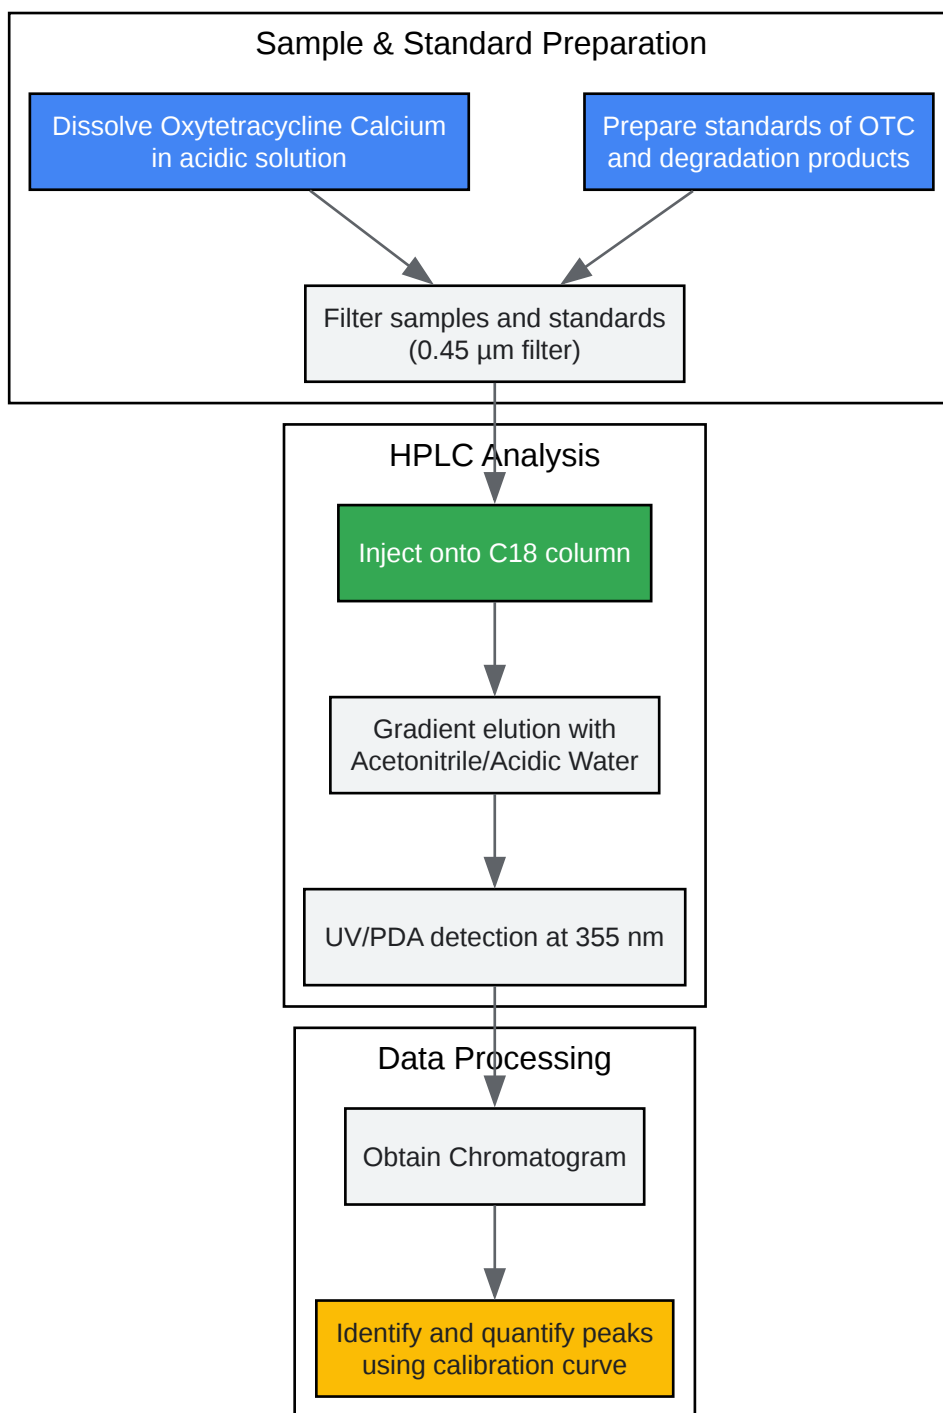 Sample & Standard Preparation
Dissolve Oxytetracycline Calcium
in acidic solution
Prepare standards of OTC
and degradation products
Filter samples and standards
(0.45 µm filter)
HPLC Analysis
Inject onto C18 column
Gradient elution with
Acetonitrile/Acidic Water
UV/PDA detection at 355 nm
Data Processing
Obtain Chromatogram
Identify and quantify peaks
using calibration curve